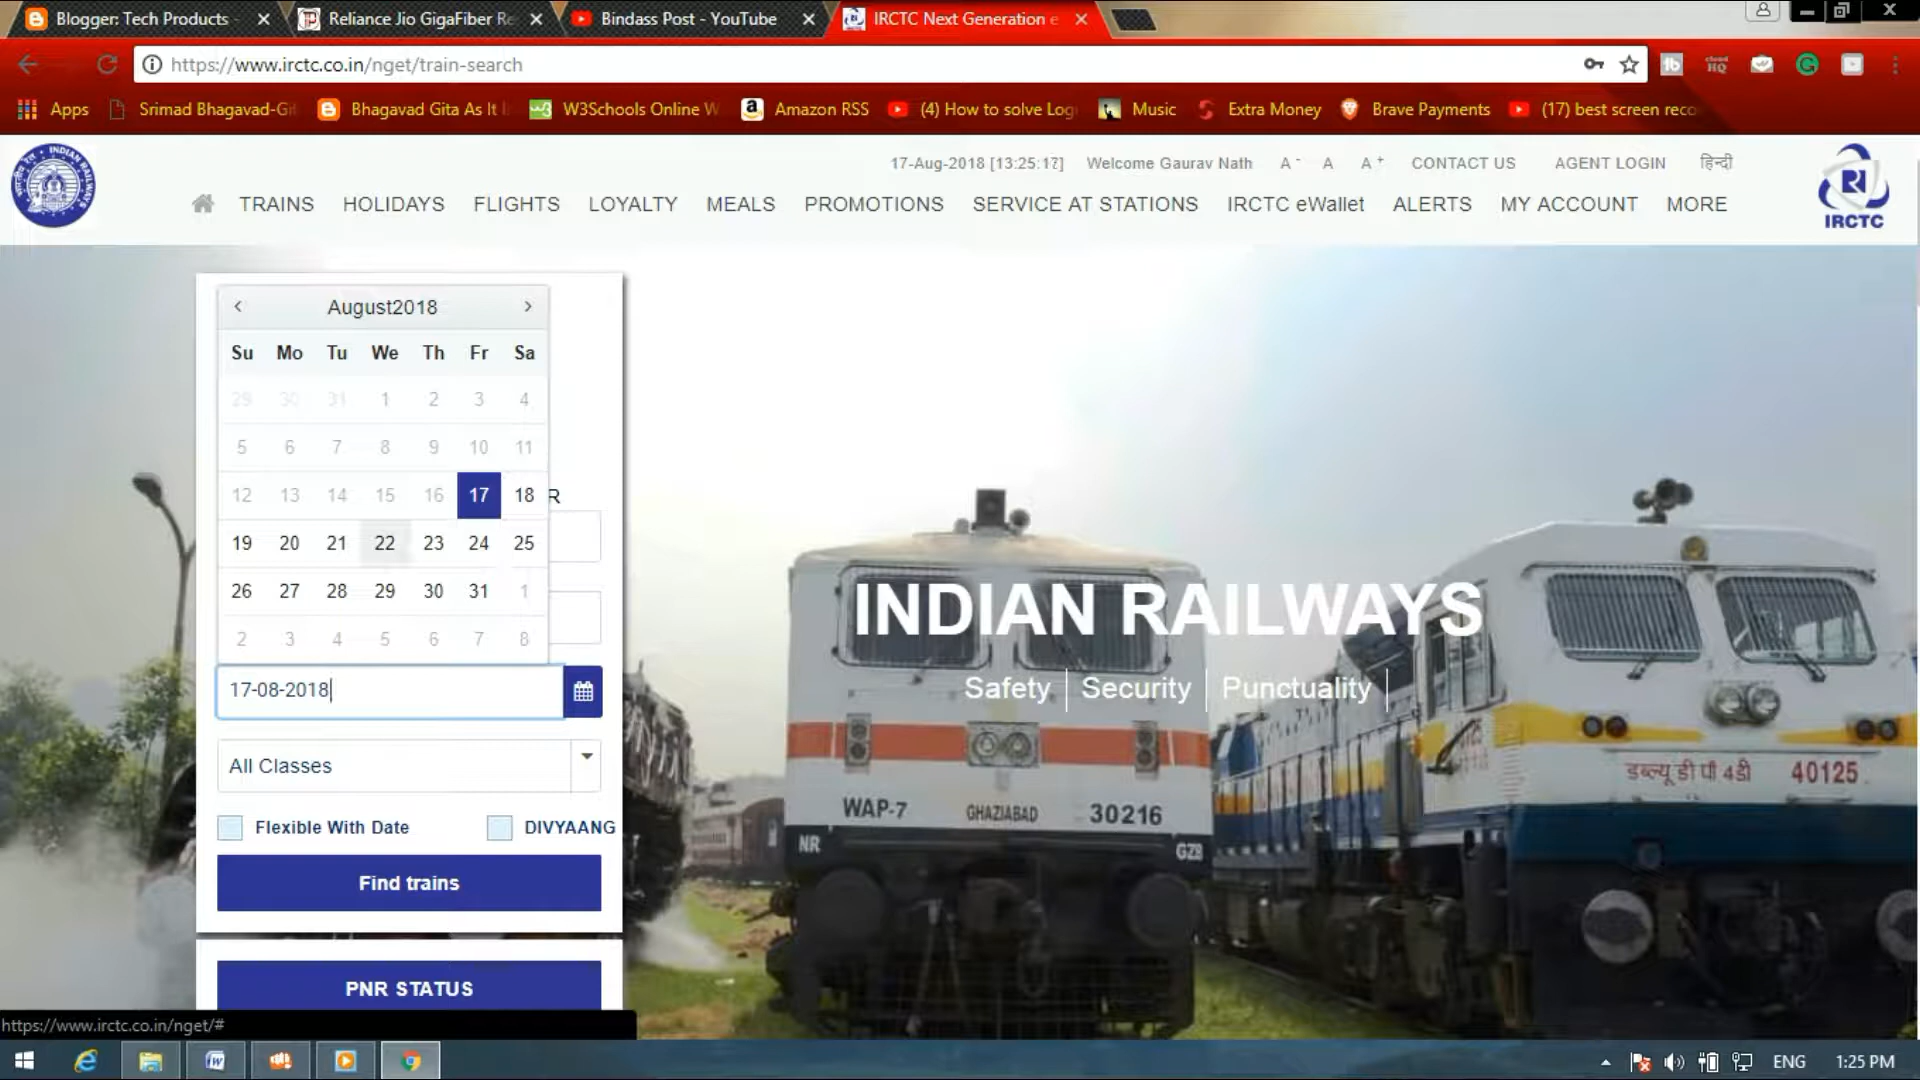 Blogger: Tech Products -
Reliance Jio GigaFiber Re
Bindass Post - YouTube
IRCTC Next Generation e
https://www.irctc.co.in/nget/train-search
Apps
Srimad Bhagavad-Git
Bhagavad Gita As It I
W3Schools Online W
Amazon RSS
(4) How to solve Logi
Music
Extra Money
Brave Payments
(17) best screen reco
17-Aug-2018 [13:25:17]
Welcome Gaurav Nath
A - A A +
CONTACT US
AGENT LOGIN
हिन्दी
TRAINS HOLIDAYS FLIGHTS LOYALTY MEALS PROMOTIONS SERVICE AT STATIONS IRCTC eWallet ALERTS MY ACCOUNT MORE
IRCTC
August2018
Su Mo Tu We Th Fr Sa
29 30 31 1 2 3 4
5 6 7 8 9 10 11
12 13 14 15 16 17 18
R
19 20 21 22 23 24 25
26 27 28 29 30 31 1
2 3 4 5 6 7 8
17-08-2018
All Classes
Flexible With Date
DIVYAANG
Find trains
PNR STATUS
INDIAN RAILWAYS
Safety Security Punctuality
WAP-7 GHAZIABAD 30216
NR GZB
डब्ल्यू डी पी 4डी 40125
https://www.irctc.co.in/nget/#
ENG 1:25 PM